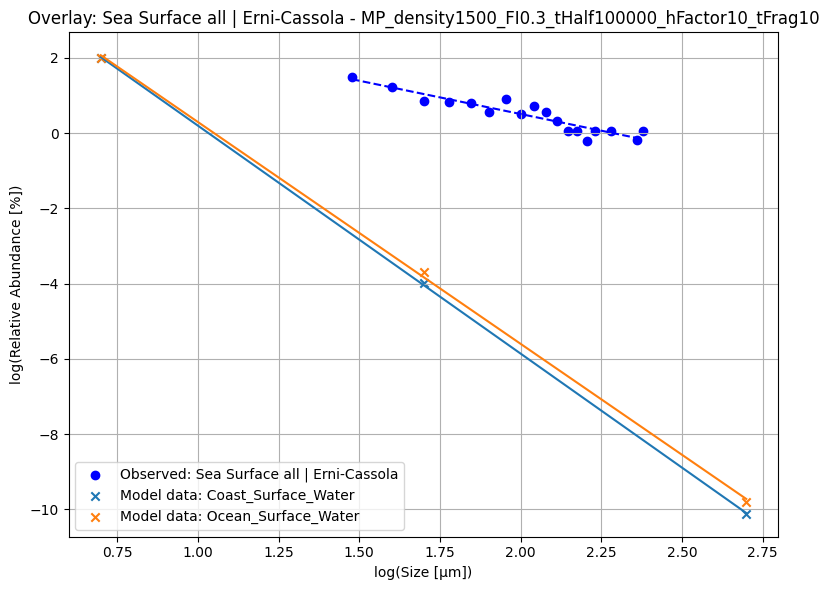 Overlay: Sea Surface all | Erni-Cassola - MP_density1500_FI0.3_tHalf100000_hFactor10_tFrag10
2
0
−2
−4
−6
−8
−10
log(Relative Abundance [%])
Observed: Sea Surface all | Erni-Cassola
Model data: Coast_Surface_Water
Model data: Ocean_Surface_Water
0.75 1.00 1.25 1.50 1.75 2.00 2.25 2.50 2.75
log(Size [μm])